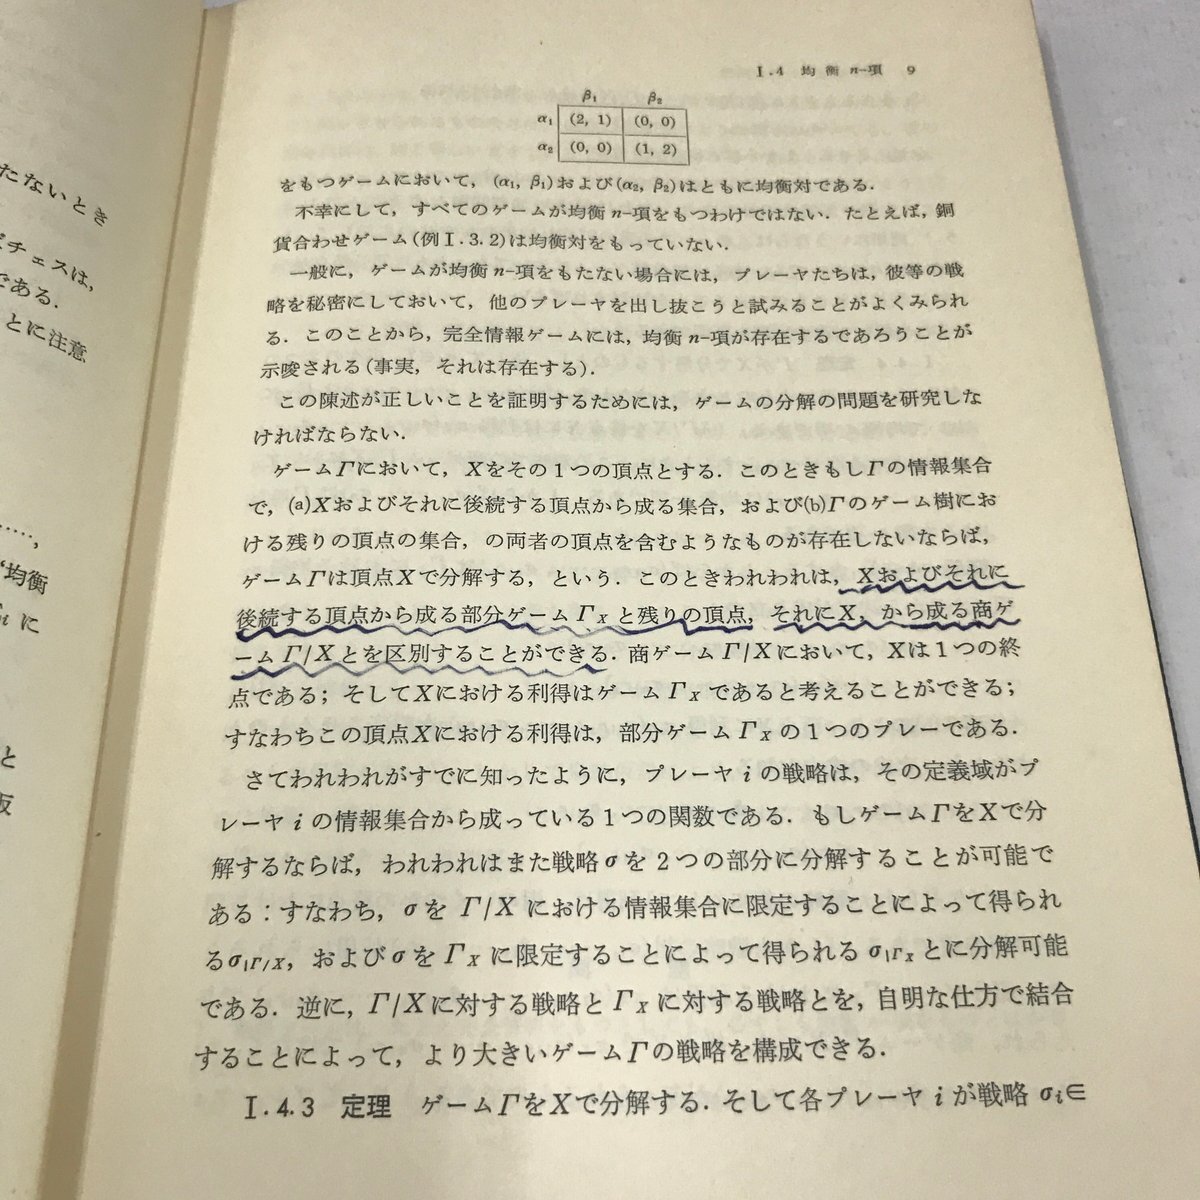 たないとき
ばチェスは,
である.
とに注意
……,
"均衡
に
と
I.4 均衡 n-項 9
β₁ β₂
α₁ (2, 1) (0, 0)
α₂ (0, 0) (1, 2)
をもつゲームにおいて, (α₁, β₁)および(α₂, β₂)はともに均衡対である.
不幸にして, すべてのゲームが均衡 n-項をもつわけではない. たとえば, 銅
貨合わせゲーム(例I.3.2)は均衡対をもっていない.
一般に, ゲームが均衡 n-項をもたない場合には, プレーヤたちは, 彼等の戦
略を秘密にしておいて, 他のプレーヤを出し抜こうと試みることがよくみられ
る. このことから, 完全情報ゲームには, 均衡 n-項が存在するであろうことが
示唆される(事実, それは存在する).
この陳述が正しいことを証明するためには, ゲームの分解の問題を研究しな
ければならない.
ゲームΓにおいて, Xをその1つの頂点とする. このときもしΓの情報集合
で, (a)Xおよびそれに後続する頂点から成る集合, および(b)Γのゲーム樹にお
ける残りの頂点の集合, の両者の頂点を含むようなものが存在しないならば,
ゲームΓは頂点Xで分解する, という. このときわれわれは, Xおよびそれに
後続する頂点から成る部分ゲームΓ_Xと残りの頂点, それにX, から成る商ゲ
ームΓ/Xとを区別することができる. 商ゲームΓ/Xにおいて, Xは1つの終
点である; そしてXにおける利得はゲームΓ_Xであると考えることができる;
すなわちこの頂点Xにおける利得は, 部分ゲームΓ_Xの1つのプレーである.
さてわれわれがすでに知ったように, プレーヤ i の戦略は, その定義域がプ
レーヤ i の情報集合から成っている1つの関数である. もしゲームΓをXで分
解するならば, われわれはまた戦略σを2つの部分に分解することが可能で
ある:すなわち, σを Γ/X における情報集合に限定することによって得られ
るσ|Γ/X, およびσをΓ_Xに限定することによって得られるσ|Γ_Xとに分解可能
である. 逆に, Γ/Xに対する戦略とΓ_Xに対する戦略とを, 自明な仕方で結合
することによって, より大きいゲームΓの戦略を構成できる.
I.4.3 定理 ゲームΓをXで分解する. そして各プレーヤ i が戦略 σi∈